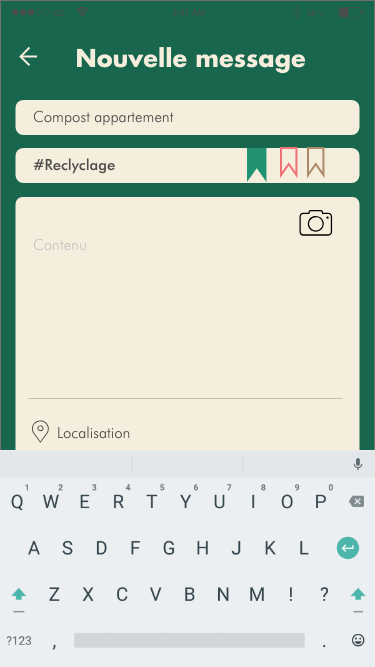 Nouvelle message
Compost appartement
#Reclyclage
Contenu
Localisation
1 2 3 4 5 6 7 8 9 0
Q W E R T Y U I O P
A S D F G H J K L
Z X C V B N M ! ?
?123 , .